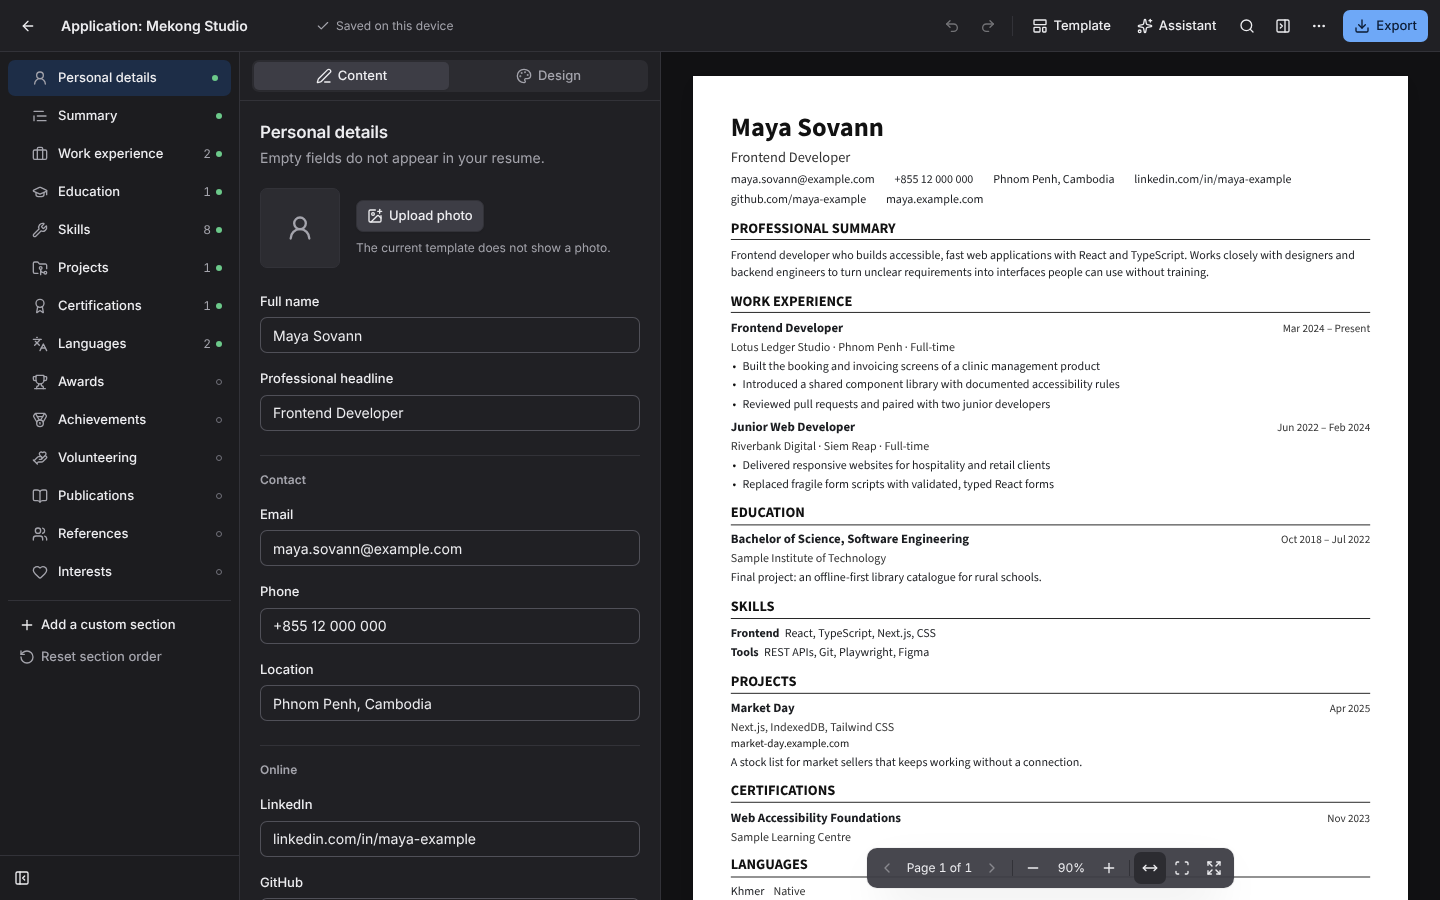 Application: Mekong Studio
Saved on this device
Template
Assistant
Export
Personal details
Summary
Work experience 2
Education 1
Skills 8
Projects 1
Certifications 1
Languages 2
Awards
Achievements
Volunteering
Publications
References
Interests
Add a custom section
Reset section order
Content
Design
Personal details
Empty fields do not appear in your resume.
Upload photo
The current template does not show a photo.
Full name
Maya Sovann
Professional headline
Frontend Developer
Contact
Email
maya.sovann@example.com
Phone
+855 12 000 000
Location
Phnom Penh, Cambodia
Online
LinkedIn
linkedin.com/in/maya-example
GitHub
Maya Sovann
Frontend Developer
maya.sovann@example.com +855 12 000 000 Phnom Penh, Cambodia linkedin.com/in/maya-example
github.com/maya-example maya.example.com
PROFESSIONAL SUMMARY
Frontend developer who builds accessible, fast web applications with React and TypeScript. Works closely with designers and
backend engineers to turn unclear requirements into interfaces people can use without training.
WORK EXPERIENCE
Frontend Developer Mar 2024 – Present
Lotus Ledger Studio · Phnom Penh · Full-time
• Built the booking and invoicing screens of a clinic management product
• Introduced a shared component library with documented accessibility rules
• Reviewed pull requests and paired with two junior developers
Junior Web Developer Jun 2022 – Feb 2024
Riverbank Digital · Siem Reap · Full-time
• Delivered responsive websites for hospitality and retail clients
• Replaced fragile form scripts with validated, typed React forms
EDUCATION
Bachelor of Science, Software Engineering Oct 2018 – Jul 2022
Sample Institute of Technology
Final project: an offline-first library catalogue for rural schools.
SKILLS
Frontend React, TypeScript, Next.js, CSS
Tools REST APIs, Git, Playwright, Figma
PROJECTS
Market Day Apr 2025
Next.js, IndexedDB, Tailwind CSS
market-day.example.com
A stock list for market sellers that keeps working without a connection.
CERTIFICATIONS
Web Accessibility Foundations Nov 2023
Sample Learning Centre
LANGUAGES
Khmer Native
Page 1 of 1
90%